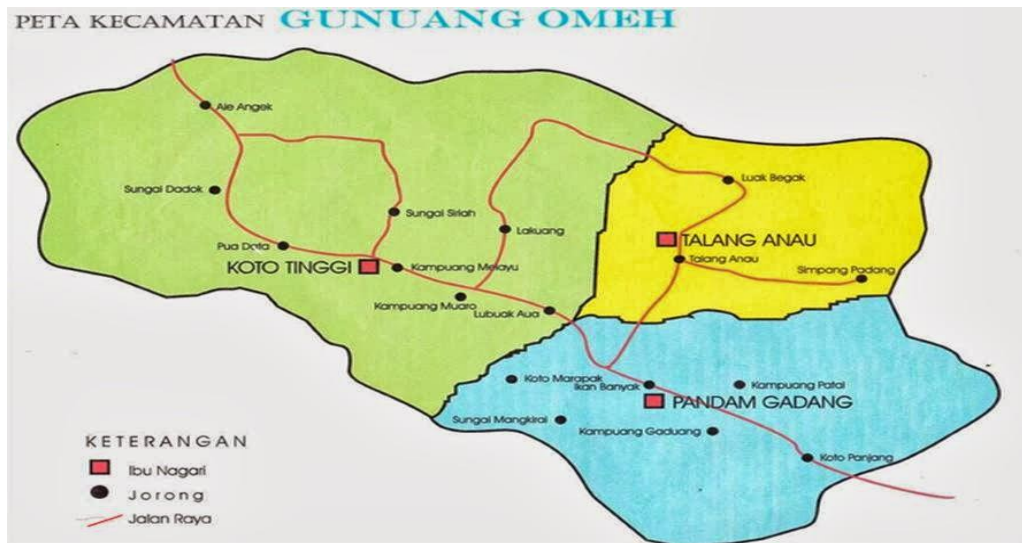 PETA KECAMATAN GUNUANG OMEH
Aie Angek
Sungai Dadok
Sungai Siriah
Lakuang
Luak Begak
Pua Data
KOTO TINGGI
Kampuang Melayu
TALANG ANAU
Talang Anau
Simpang Padang
Kampuang Muaro
Lubuak Aua
Koto Marapak
Ikan Banyak
Kampuang Patai
PANDAM GADANG
Sungai Mangkirai
Kampuang Gaduang
Koto Panjang
KETERANGAN
Ibu Nagari
Jorong
Jalan Raya